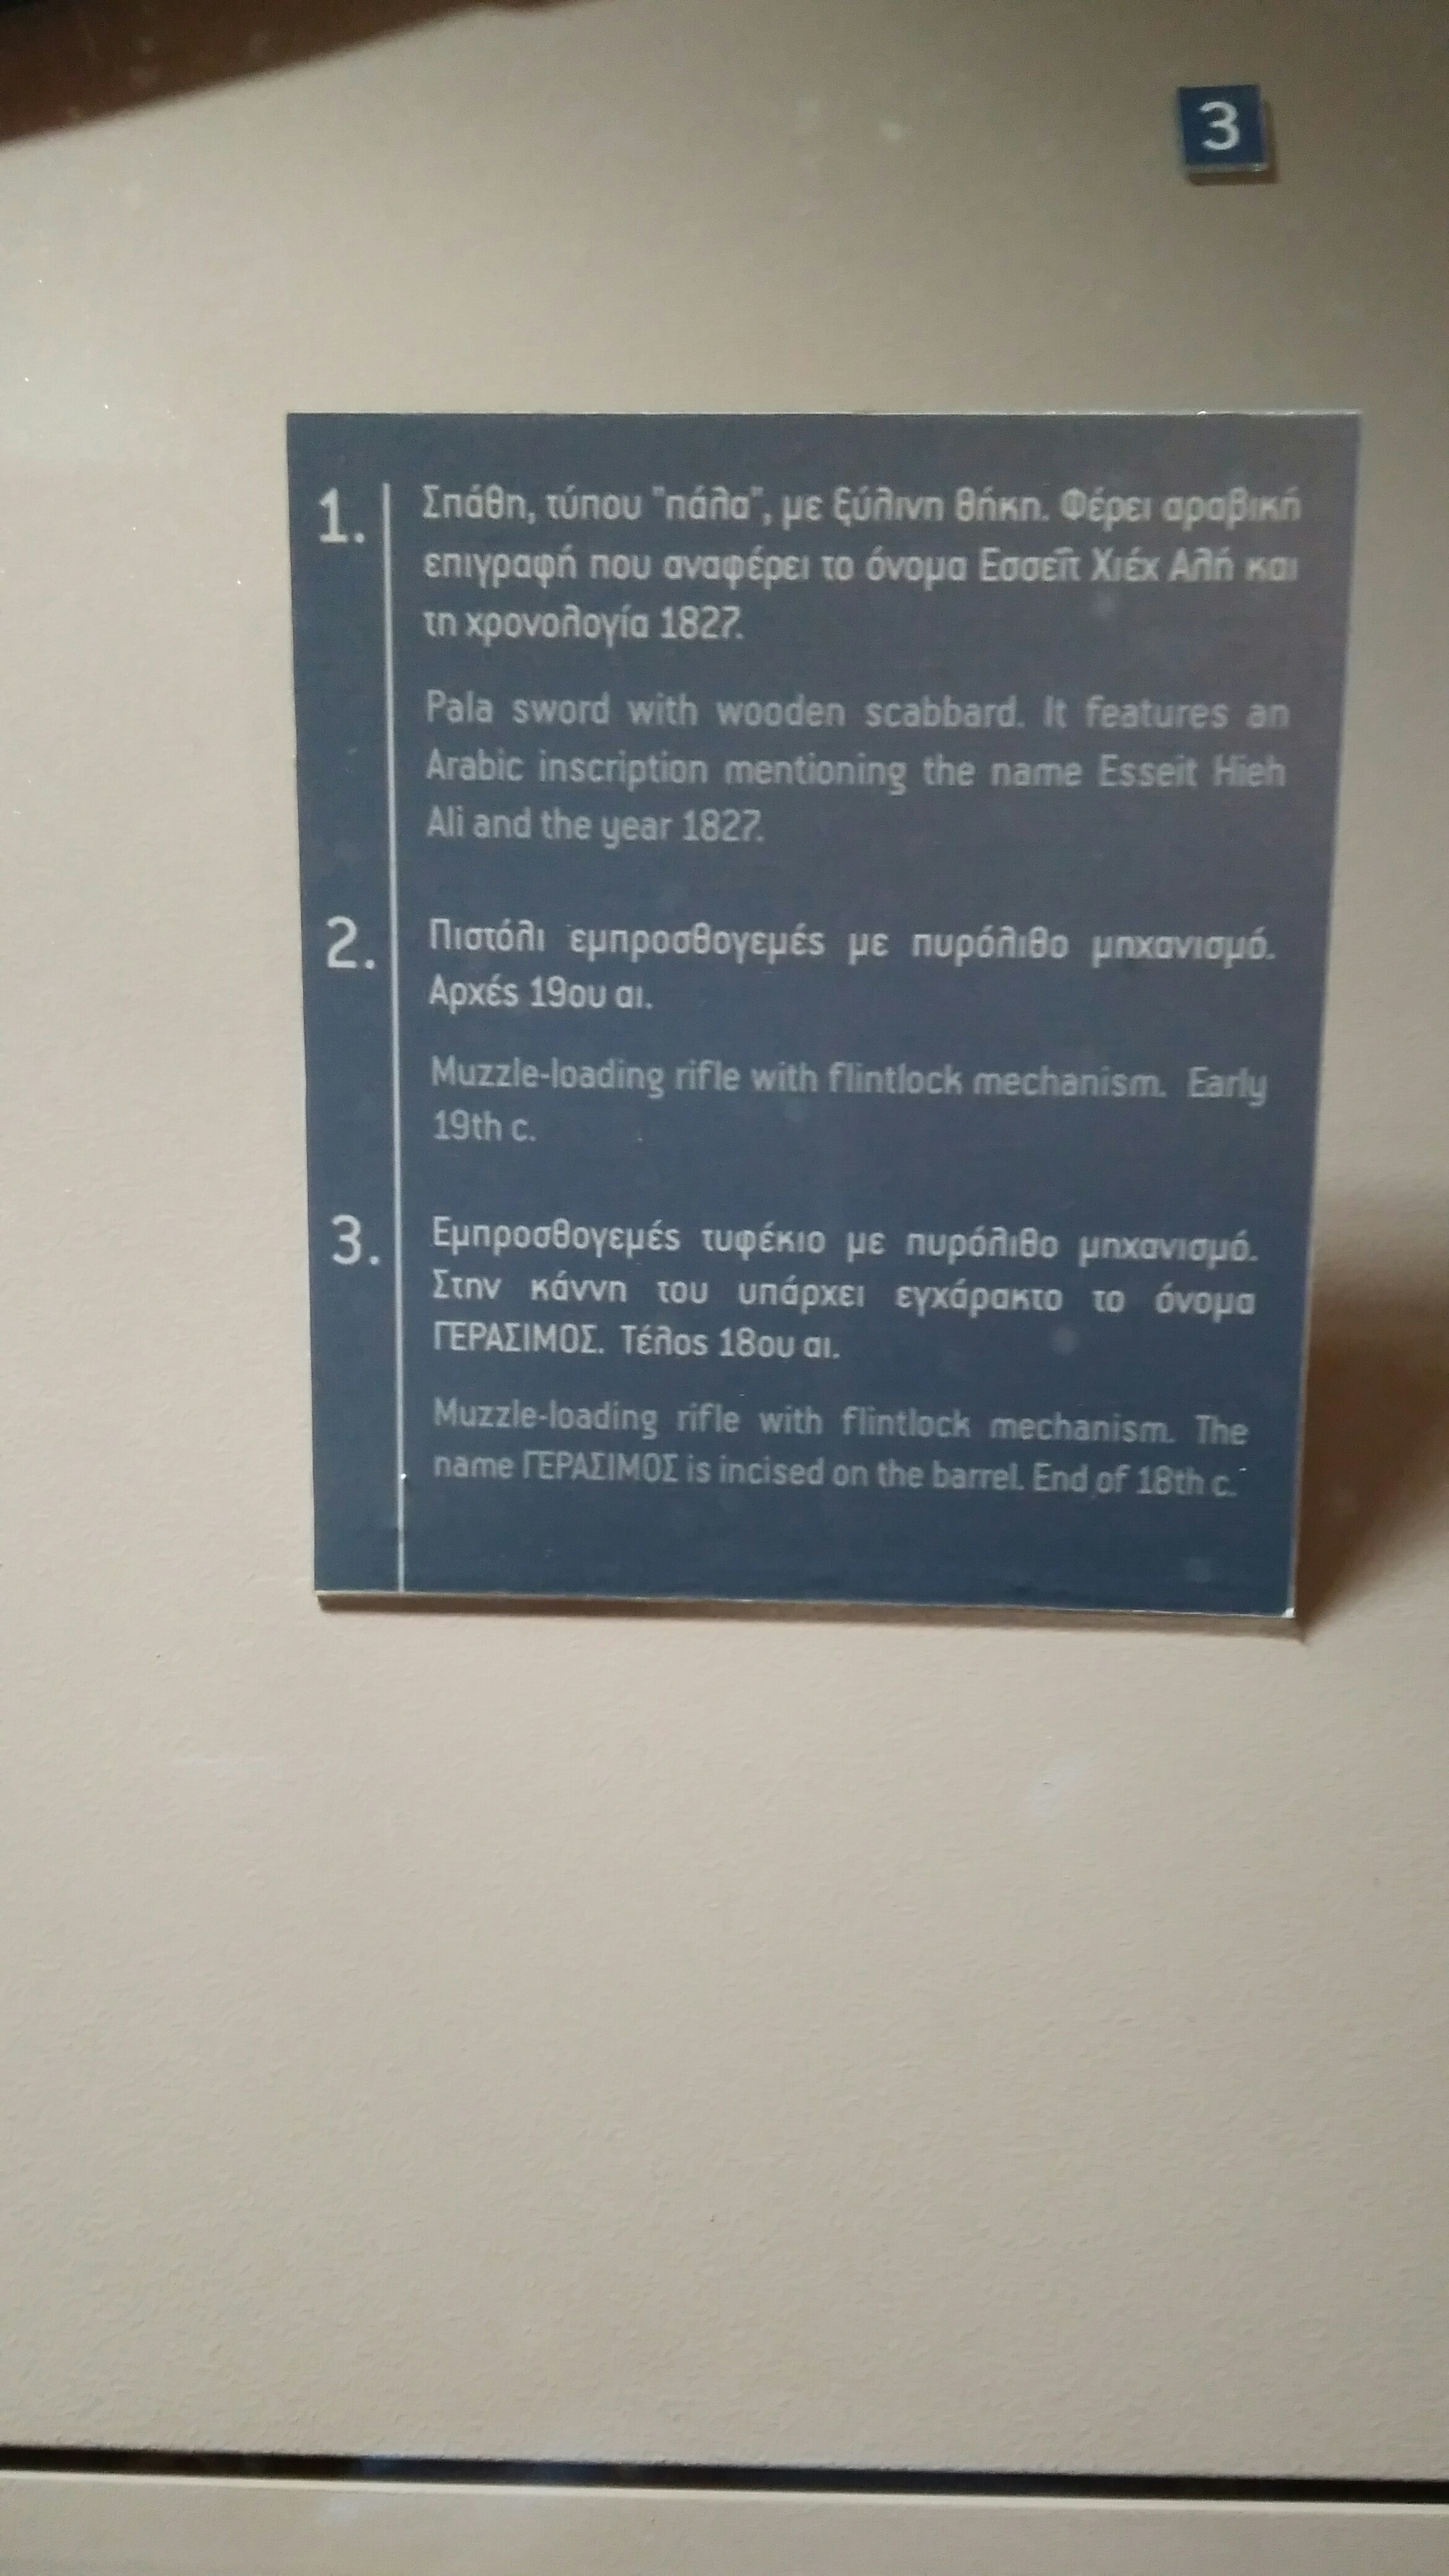 3
1. Σπάθη, τύπου "πάλα", με ξύλινη θήκη. Φέρει αραβική
επιγραφή που αναφέρει το όνομα Εσσεΐτ Χιέχ Αλή και
τη χρονολογία 1827.
Pala sword with wooden scabbard. It features an
Arabic inscription mentioning the name Esseit Hieh
Ali and the year 1827.
2. Πιστόλι εμπροσθογεμές με πυρόλιθο μηχανισμό.
Αρχές 19ου αι.
Muzzle-loading rifle with flintlock mechanism. Early
19th c.
3. Εμπροσθογεμές τυφέκιο με πυρόλιθο μηχανισμό.
Στην κάννη του υπάρχει εγχάρακτο το όνομα
ΓΕΡΑΣΙΜΟΣ. Τέλος 18ου αι.
Muzzle-loading rifle with flintlock mechanism. The
name ΓΕΡΑΣΙΜΟΣ is incised on the barrel. End of 18th c.